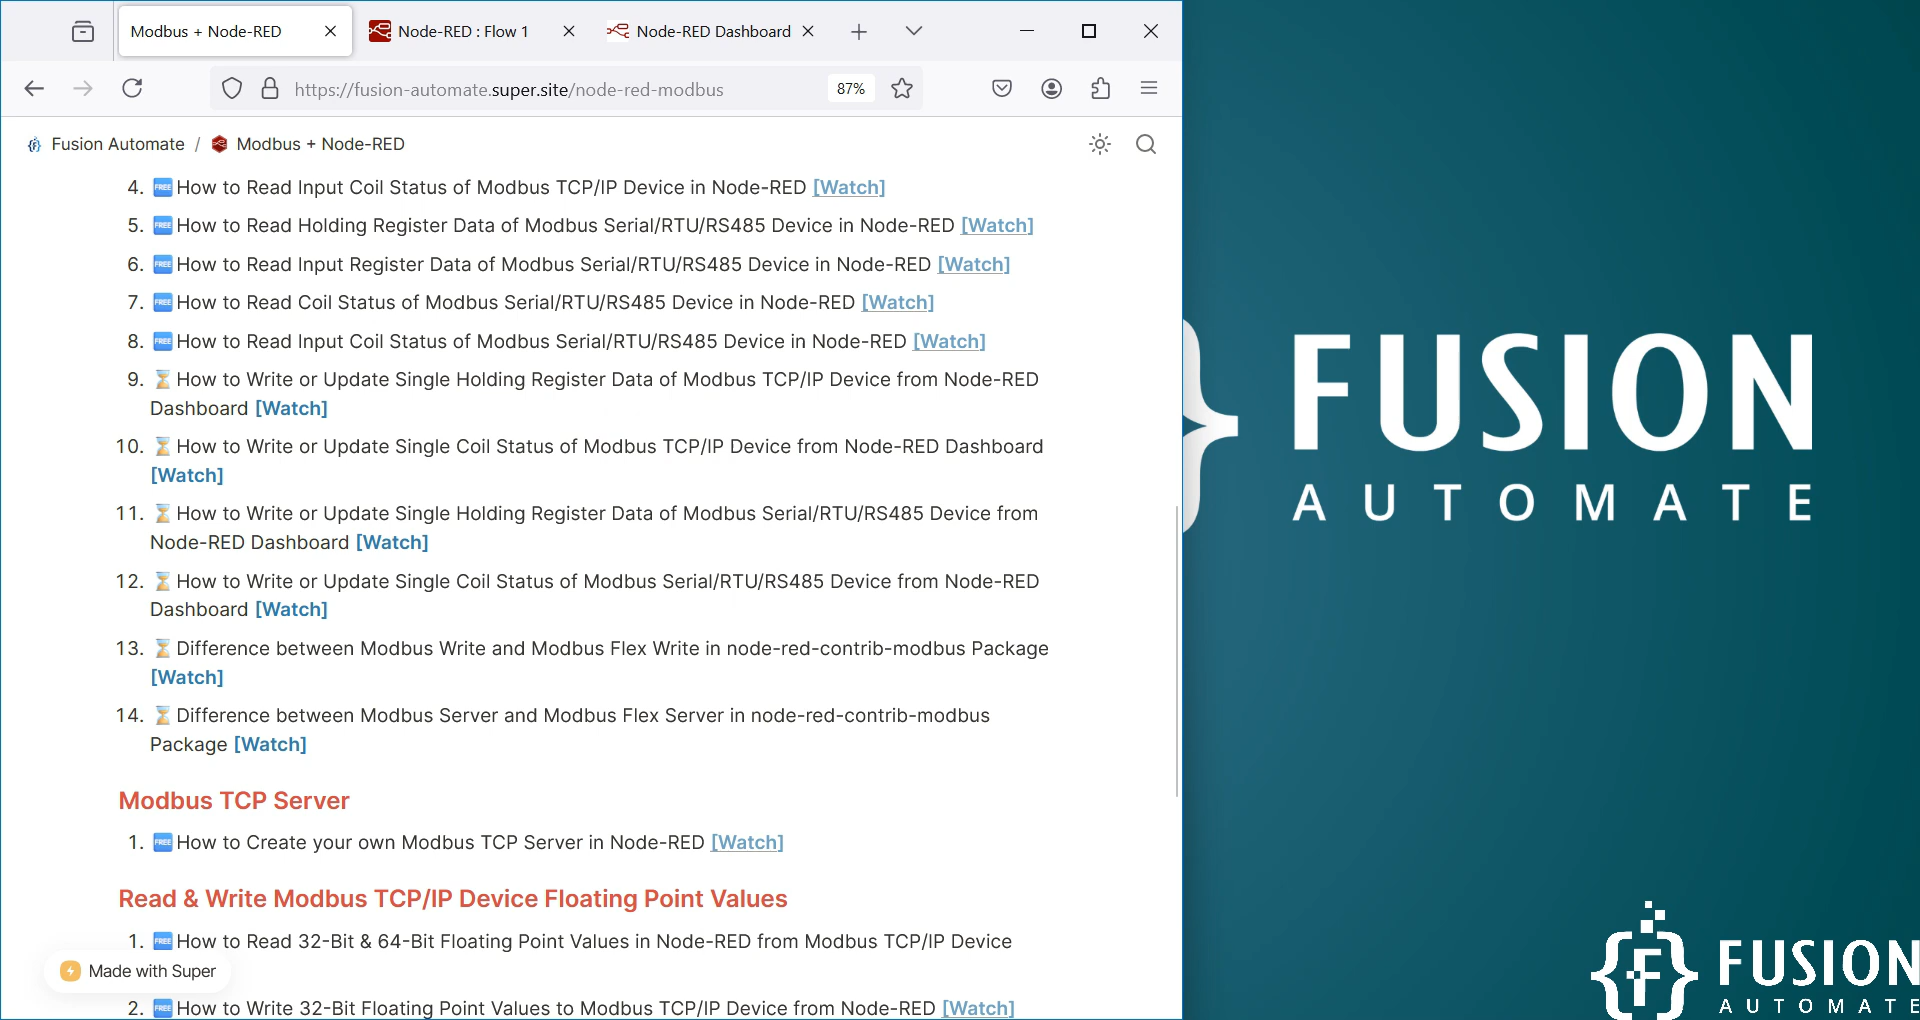 Modbus + Node-RED
Node-RED : Flow 1
Node-RED Dashboard
https://fusion-automate.super.site/node-red-modbus
87%
Fusion Automate / Modbus + Node-RED
4. FREE How to Read Input Coil Status of Modbus TCP/IP Device in Node-RED [Watch]
5. FREE How to Read Holding Register Data of Modbus Serial/RTU/RS485 Device in Node-RED [Watch]
6. FREE How to Read Input Register Data of Modbus Serial/RTU/RS485 Device in Node-RED [Watch]
7. FREE How to Read Coil Status of Modbus Serial/RTU/RS485 Device in Node-RED [Watch]
8. FREE How to Read Input Coil Status of Modbus Serial/RTU/RS485 Device in Node-RED [Watch]
9. ⏳How to Write or Update Single Holding Register Data of Modbus TCP/IP Device from Node-RED
Dashboard [Watch]
10. ⏳How to Write or Update Single Coil Status of Modbus TCP/IP Device from Node-RED Dashboard
[Watch]
11. ⏳How to Write or Update Single Holding Register Data of Modbus Serial/RTU/RS485 Device from
Node-RED Dashboard [Watch]
12. ⏳How to Write or Update Single Coil Status of Modbus Serial/RTU/RS485 Device from Node-RED
Dashboard [Watch]
13. ⏳Difference between Modbus Write and Modbus Flex Write in node-red-contrib-modbus Package
[Watch]
14. ⏳Difference between Modbus Server and Modbus Flex Server in node-red-contrib-modbus
Package [Watch]
Modbus TCP Server
1. FREE How to Create your own Modbus TCP Server in Node-RED [Watch]
Read & Write Modbus TCP/IP Device Floating Point Values
1. FREE How to Read 32-Bit & 64-Bit Floating Point Values in Node-RED from Modbus TCP/IP Device
Made with Super
2. FREE How to Write 32-Bit Floating Point Values to Modbus TCP/IP Device from Node-RED [Watch]
FUSION
AUTOMATE
{F} FUSION
AUTOMATE